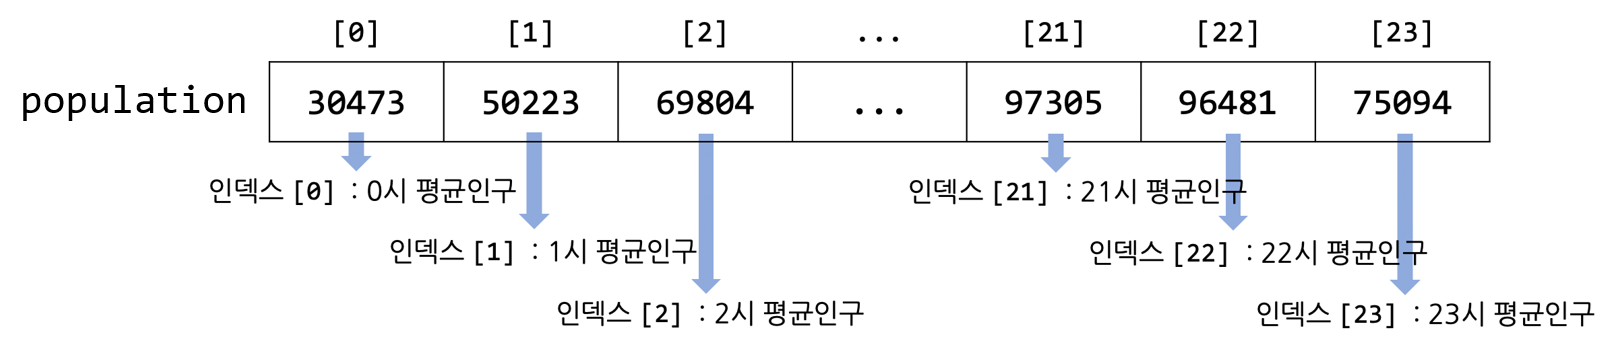 [0] [1] [2] ... [21] [22] [23]
population 30473 50223 69804 ... 97305 96481 75094
인덱스 [0] : 0시 평균인구 인덱스 [21] : 21시 평균인구
인덱스 [1] : 1시 평균인구 인덱스 [22] : 22시 평균인구
인덱스 [2] : 2시 평균인구 인덱스 [23] : 23시 평균인구